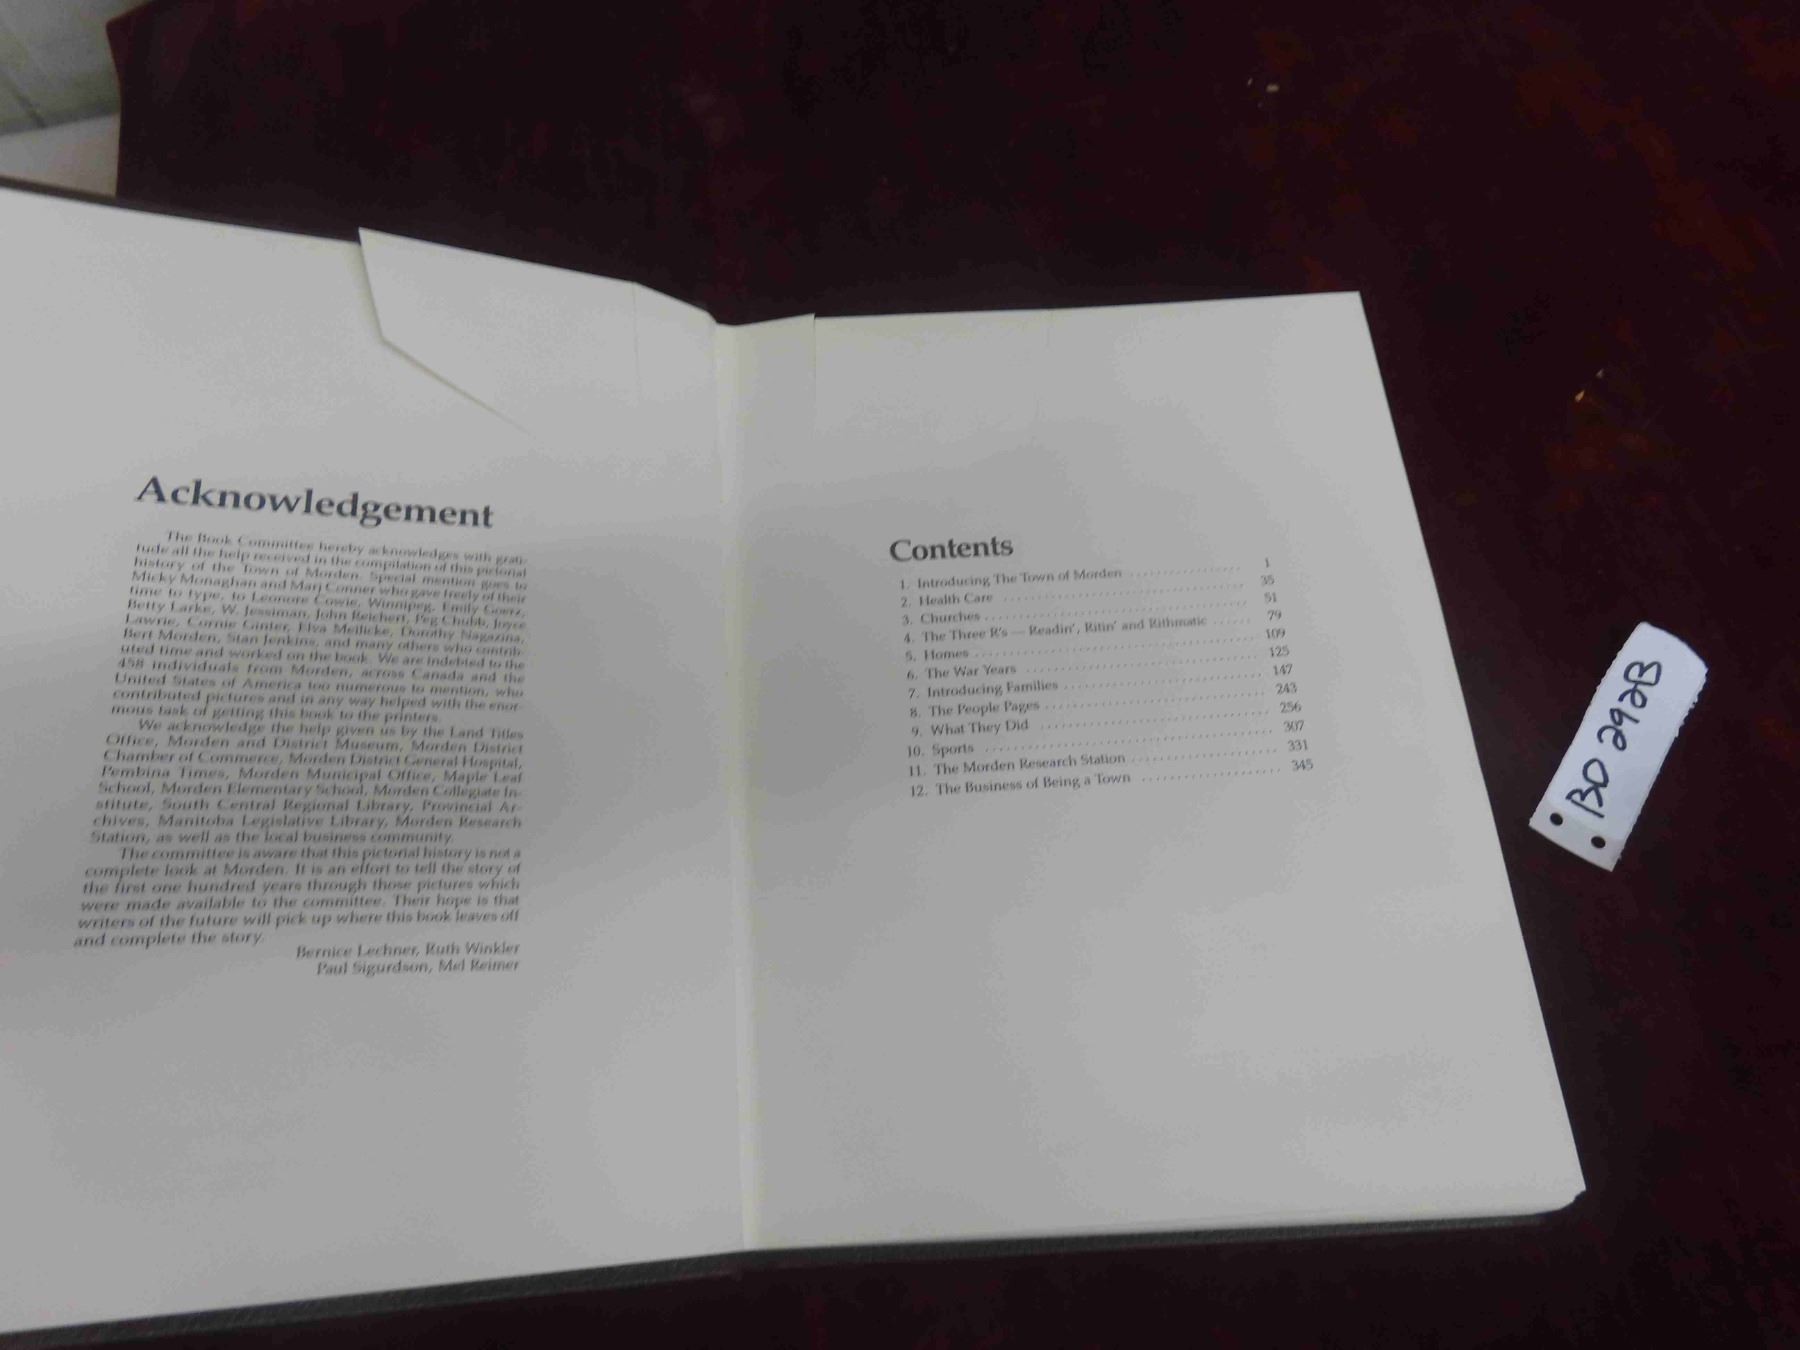 Acknowledgement
The Book Committee hereby acknowledges with grati-
tude all the help received in the compilation of this pictorial
history of the Town of Morden. Special mention goes to
Micky Monaghan and Marj Conner who gave freely of their
time to type, to Leonore Cowie, Winnipeg, Emily Goerz,
Betty Larke, W. Jessiman, John Reichert, Peg Chubb, Joyce
Lawrie, Cornie Ginter, Elva Meilicke, Dorothy Nagazina,
Bert Morden, Stan Jenkins, and many others who contrib-
uted time and worked on the book. We are indebted to the
458 individuals from Morden, across Canada and the
United States of America too numerous to mention, who
contributed pictures and in any way helped with the enor-
mous task of getting this book to the printers.
We acknowledge the help given us by the Land Titles
Office, Morden and District Museum, Morden District
Chamber of Commerce, Morden District General Hospital,
Pembina Times, Morden Municipal Office, Maple Leaf
School, Morden Elementary School, Morden Collegiate In-
stitute, South Central Regional Library, Provincial Ar-
chives, Manitoba Legislative Library, Morden Research
Station, as well as the local business community.
The committee is aware that this pictorial history is not a
complete look at Morden. It is an effort to tell the story of
the first one hundred years through those pictures which
were made available to the committee. Their hope is that
writers of the future will pick up where this book leaves off
and complete the story.
Bernice Lechner, Ruth Winkler
Paul Sigurdson, Mel Reimer
Contents
1. Introducing The Town of Morden .................... 1
2. Health Care .................... 35
3. Churches .................... 51
4. The Three R's — Readin', Ritin' and Rithmatic ...... 79
5. Homes .................... 109
6. The War Years .................... 125
7. Introducing Families .................... 147
8. The People Pages .................... 243
9. What They Did .................... 256
10. Sports .................... 307
11. The Morden Research Station .................... 331
12. The Business of Being a Town .................... 345
BO 292B